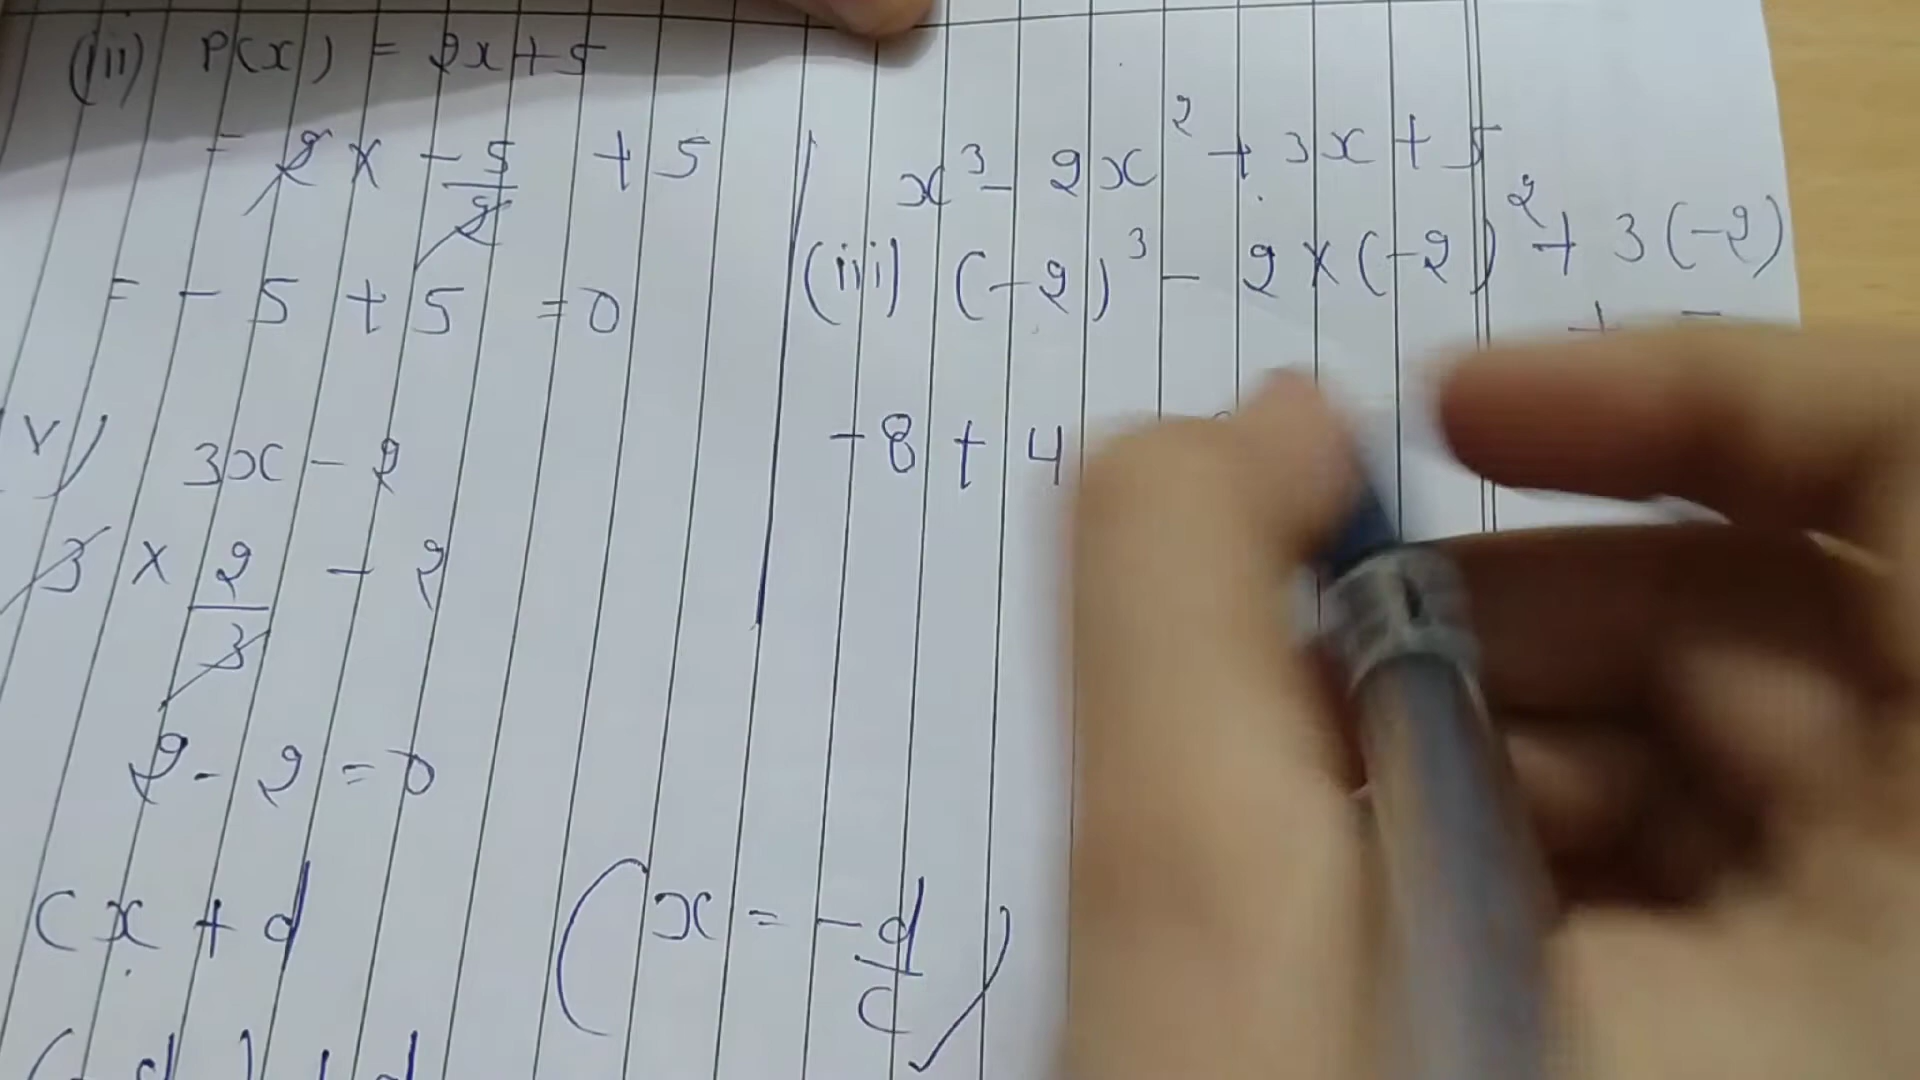 (iii) P(x) = 2x + 5
= 2 × -5/2 + 5
= - 5 + 5 = 0
V) 3x - 2
3 × 2/3 - 2
2 - 2 = 0
cx + d
(x = -d/c)
x³ - 2x² + 3x + 5
(iii) (-2)³ - 2 × (-2)² + 3(-2)
-8 + 4